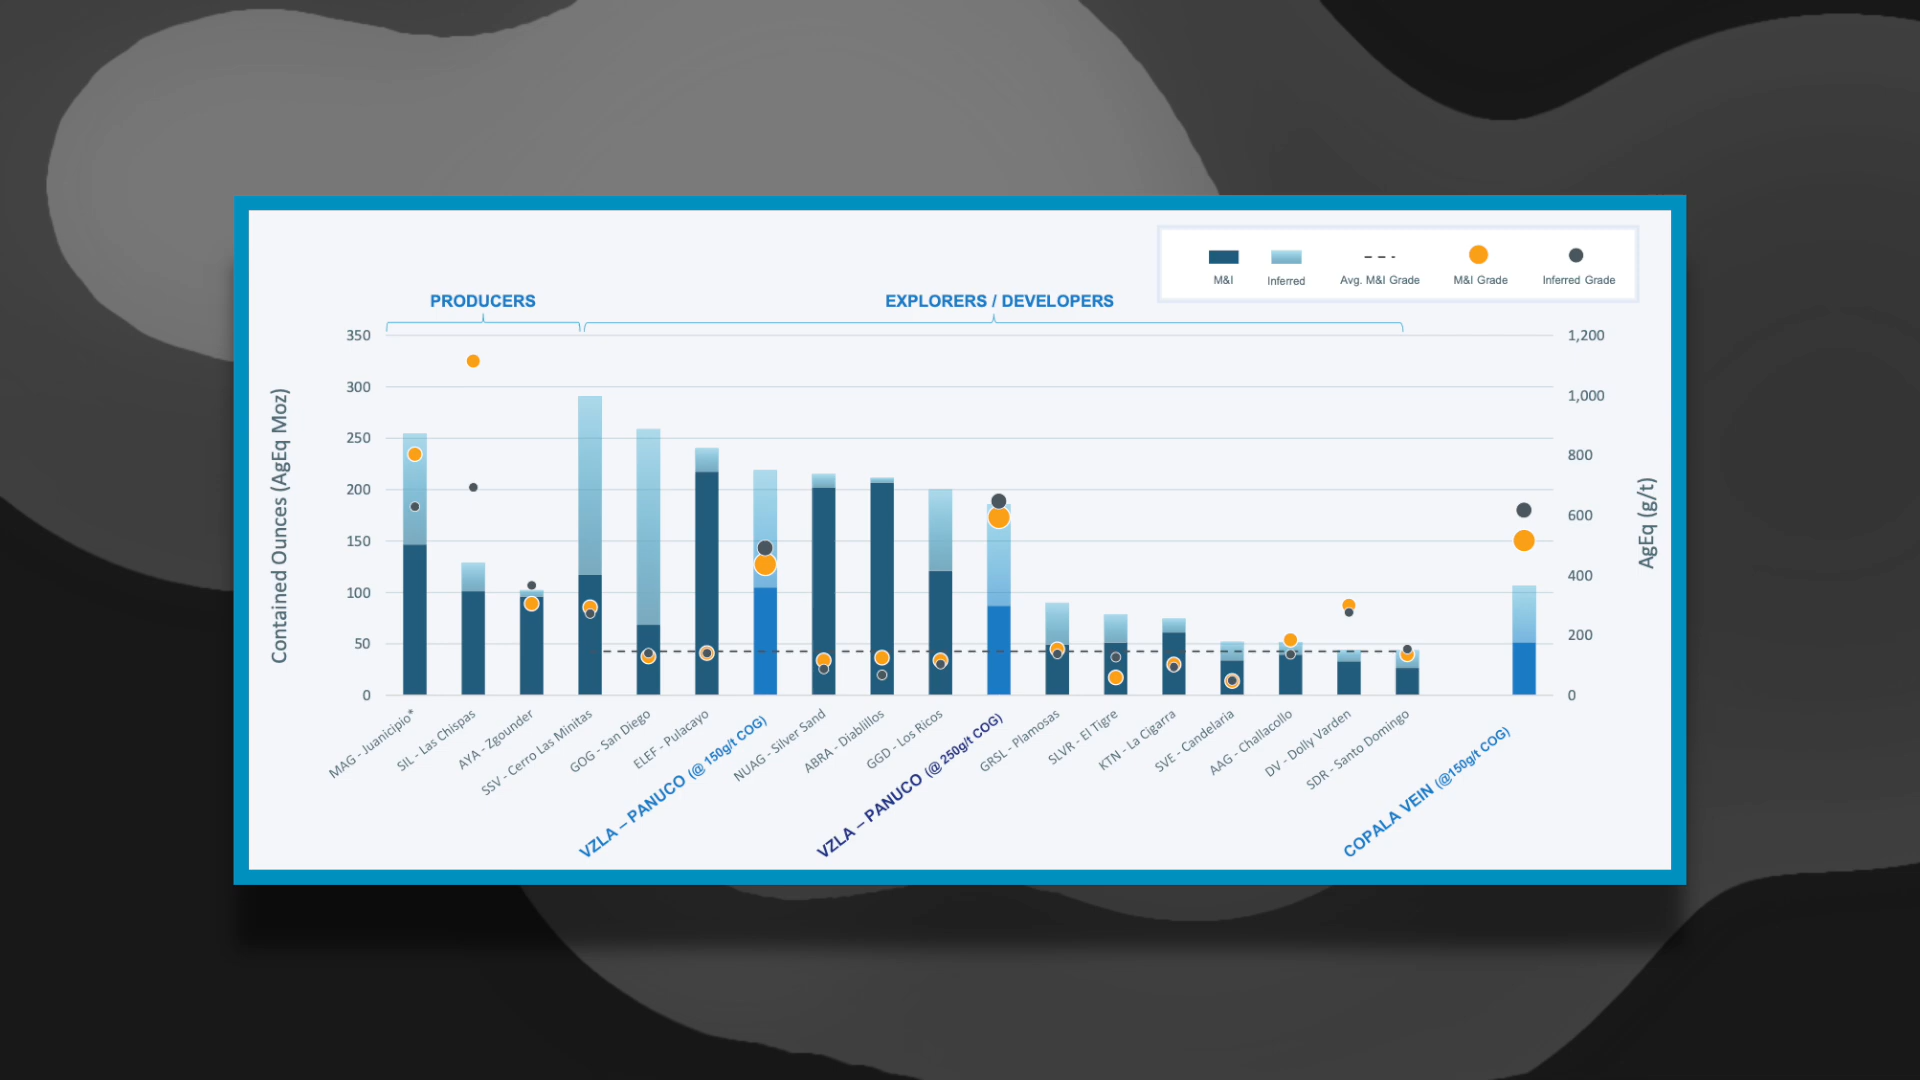 M&I
Inferred
Avg. M&I Grade
M&I Grade
Inferred Grade
PRODUCERS
EXPLORERS / DEVELOPERS
Contained Ounces (AgEq Moz)
350
300
250
200
150
100
50
0
1,200
1,000
800
600
400
200
0
AgEq (g/t)
MAG - Juanicipio*
SIL - Las Chispas
AYA - Zgounder
SSV - Cerro Las Minitas
GOG - San Diego
ELEF - Pulacayo
VZLA – PANUCO (@ 150g/t COG)
NUAG - Silver Sand
ABRA - Diablillos
GGD - Los Ricos
VZLA – PANUCO (@ 250g/t COG)
GRSL - Plamosas
SLVR - El Tigre
KTN - La Cigarra
SVE - Candelaria
AAG - Challacollo
DV - Dolly Varden
SDR - Santo Domingo
COPALA VEIN (@150g/t COG)